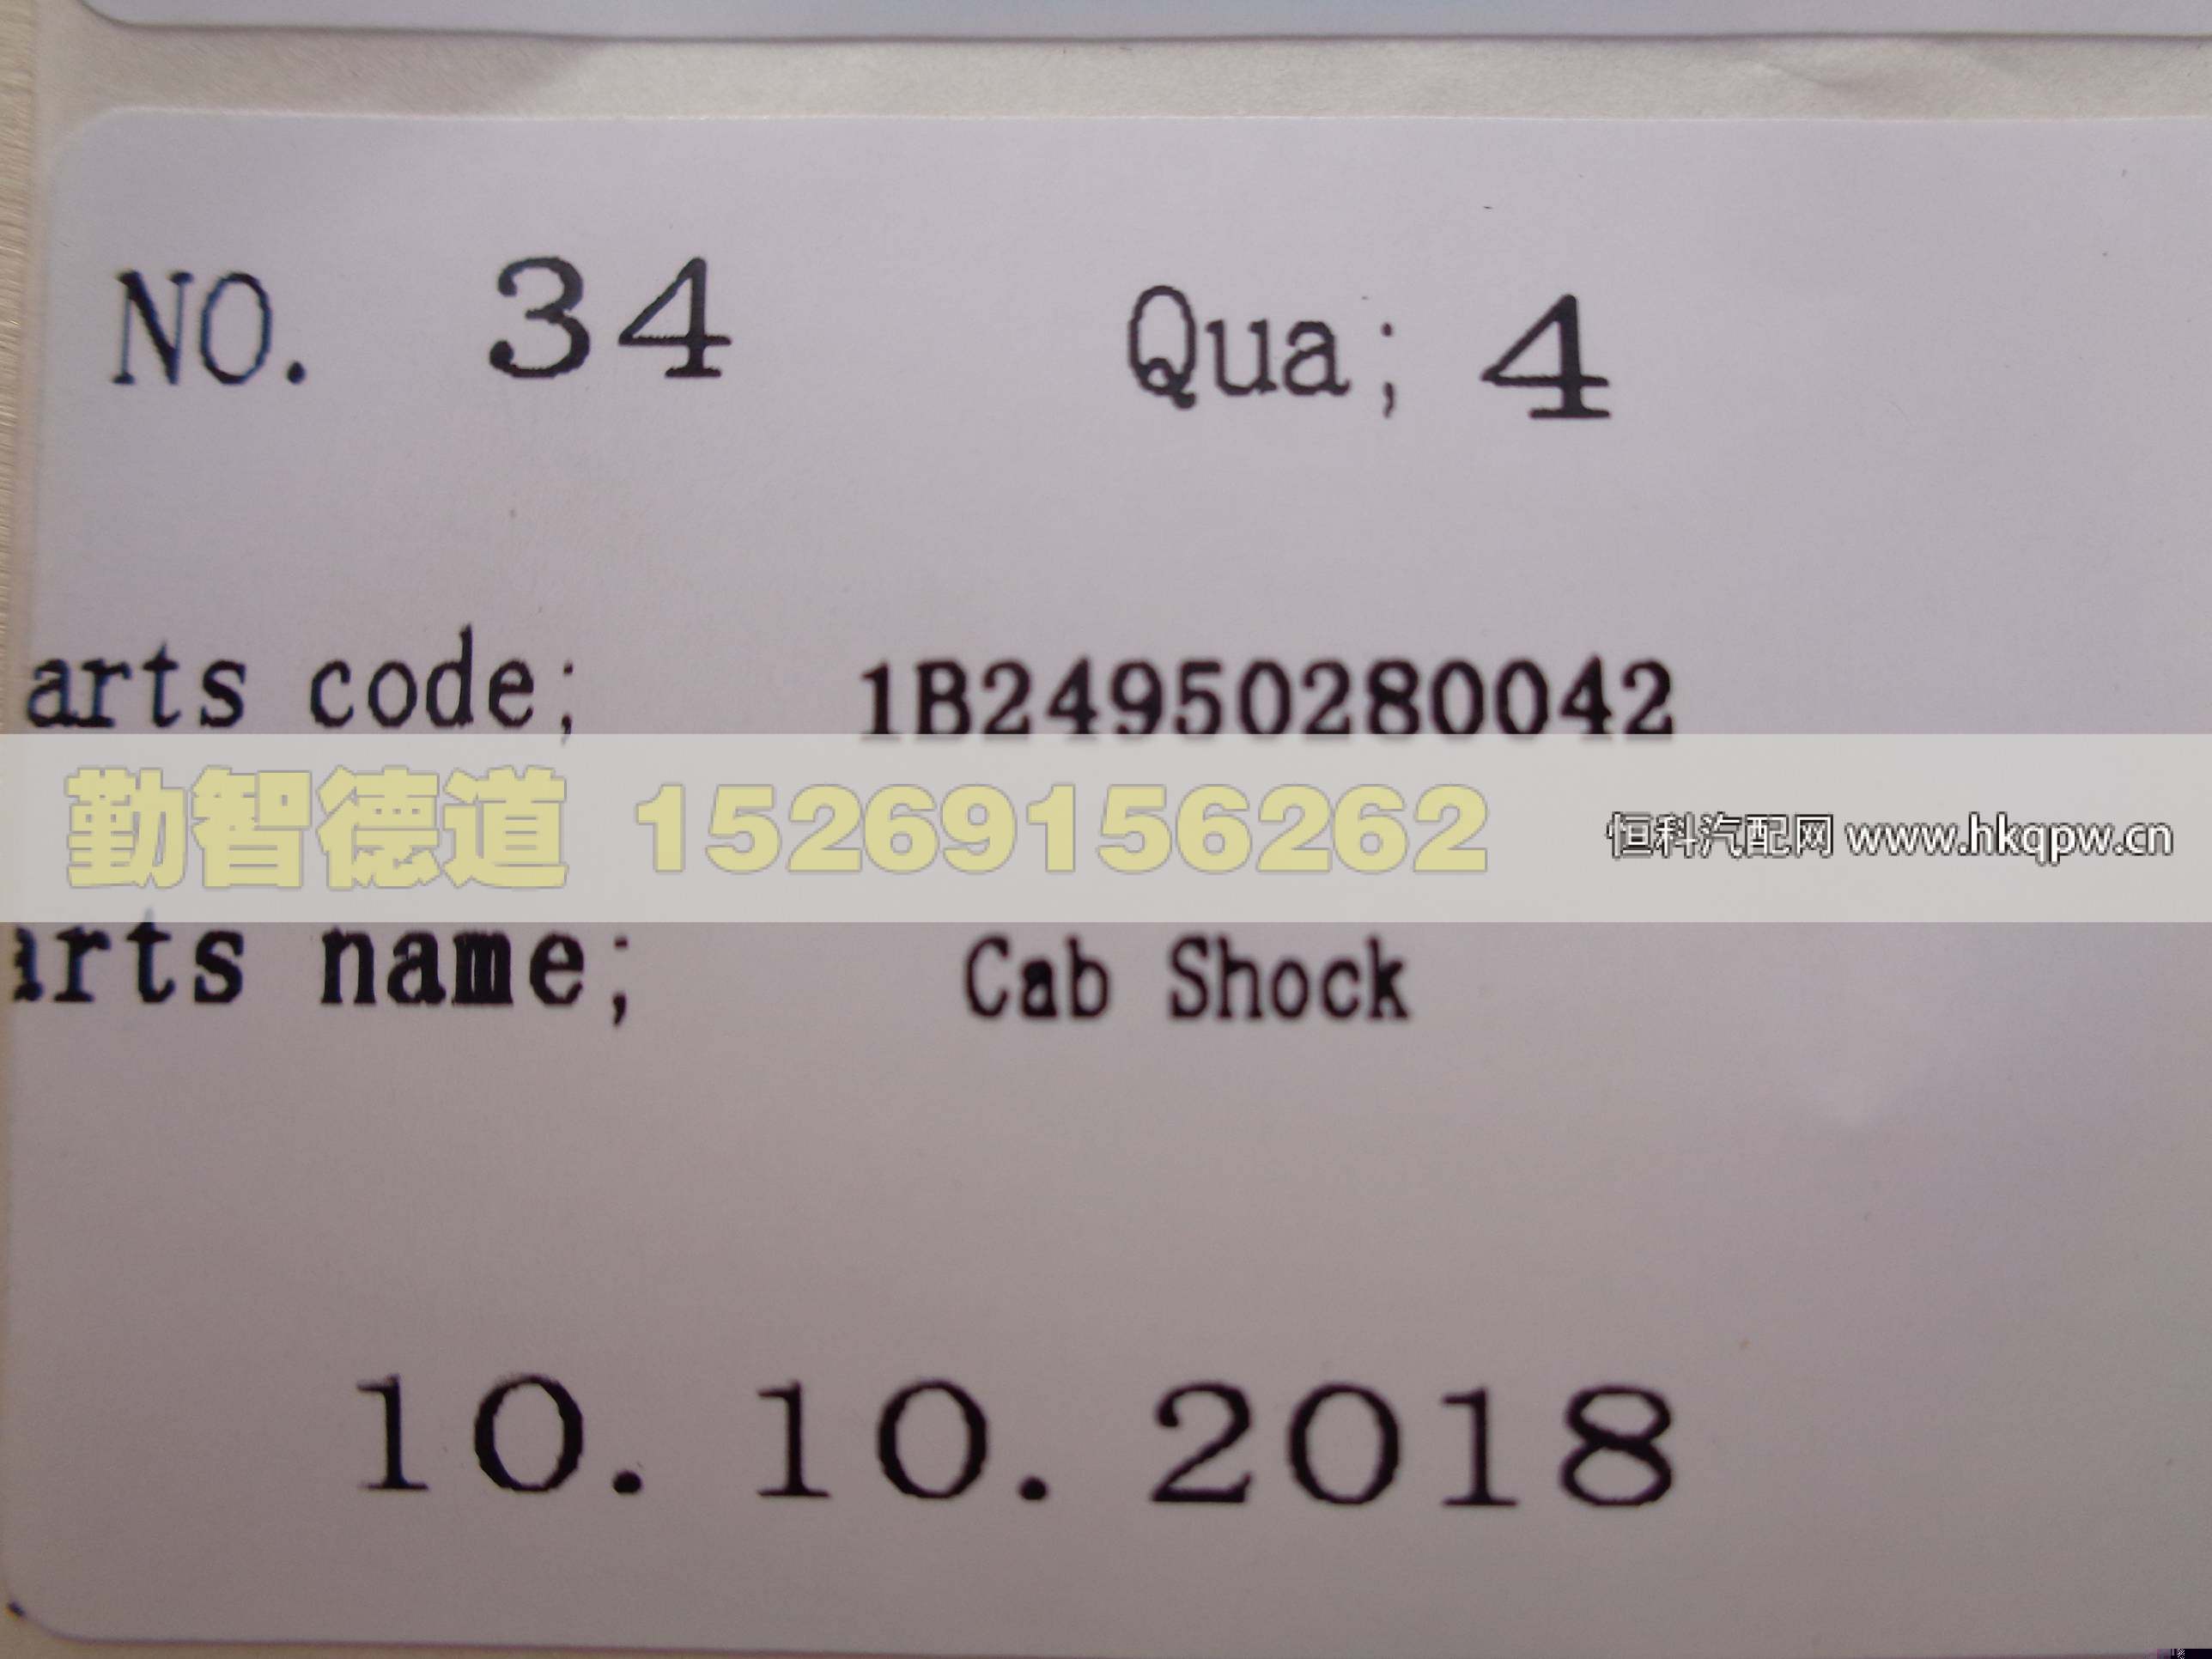 NO. 34 Qua; 4
arts code; 1B24950280042
勤智德道 15269156262 恒科汽配网 www.hkqpw.cn
arts name; Cab Shock
10.10.2018